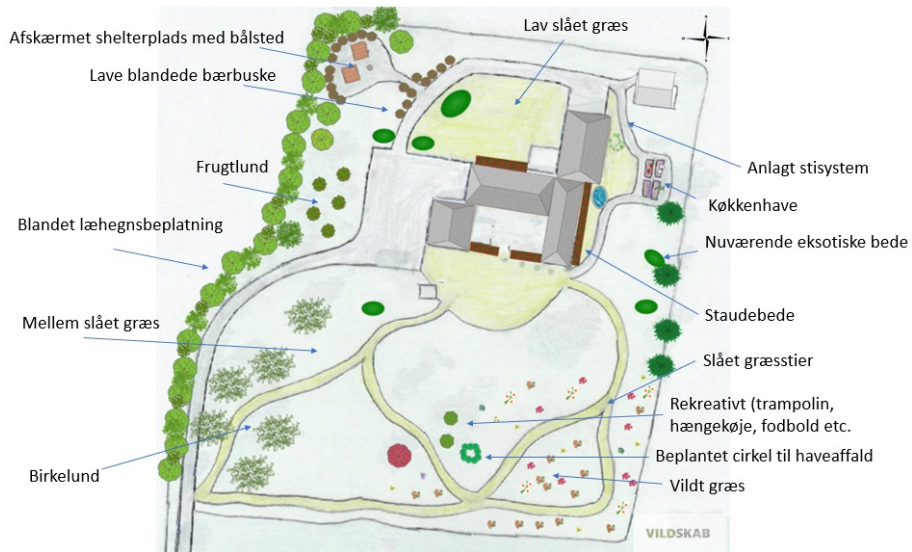 Afskærmet shelterplads med bålsted
Lave blandede bærbuske
Frugtlund
Blandet læhegnsbeplatning
Mellem slået græs
Birkelund
Lav slået græs
Anlagt stisystem
Køkkenhave
Nuværende eksotiske bede
Staudebede
Slået græsstier
Rekreativt (trampolin,
hængekøje, fodbold etc.
Beplantet cirkel til haveaffald
Vildt græs
VILDSKAB